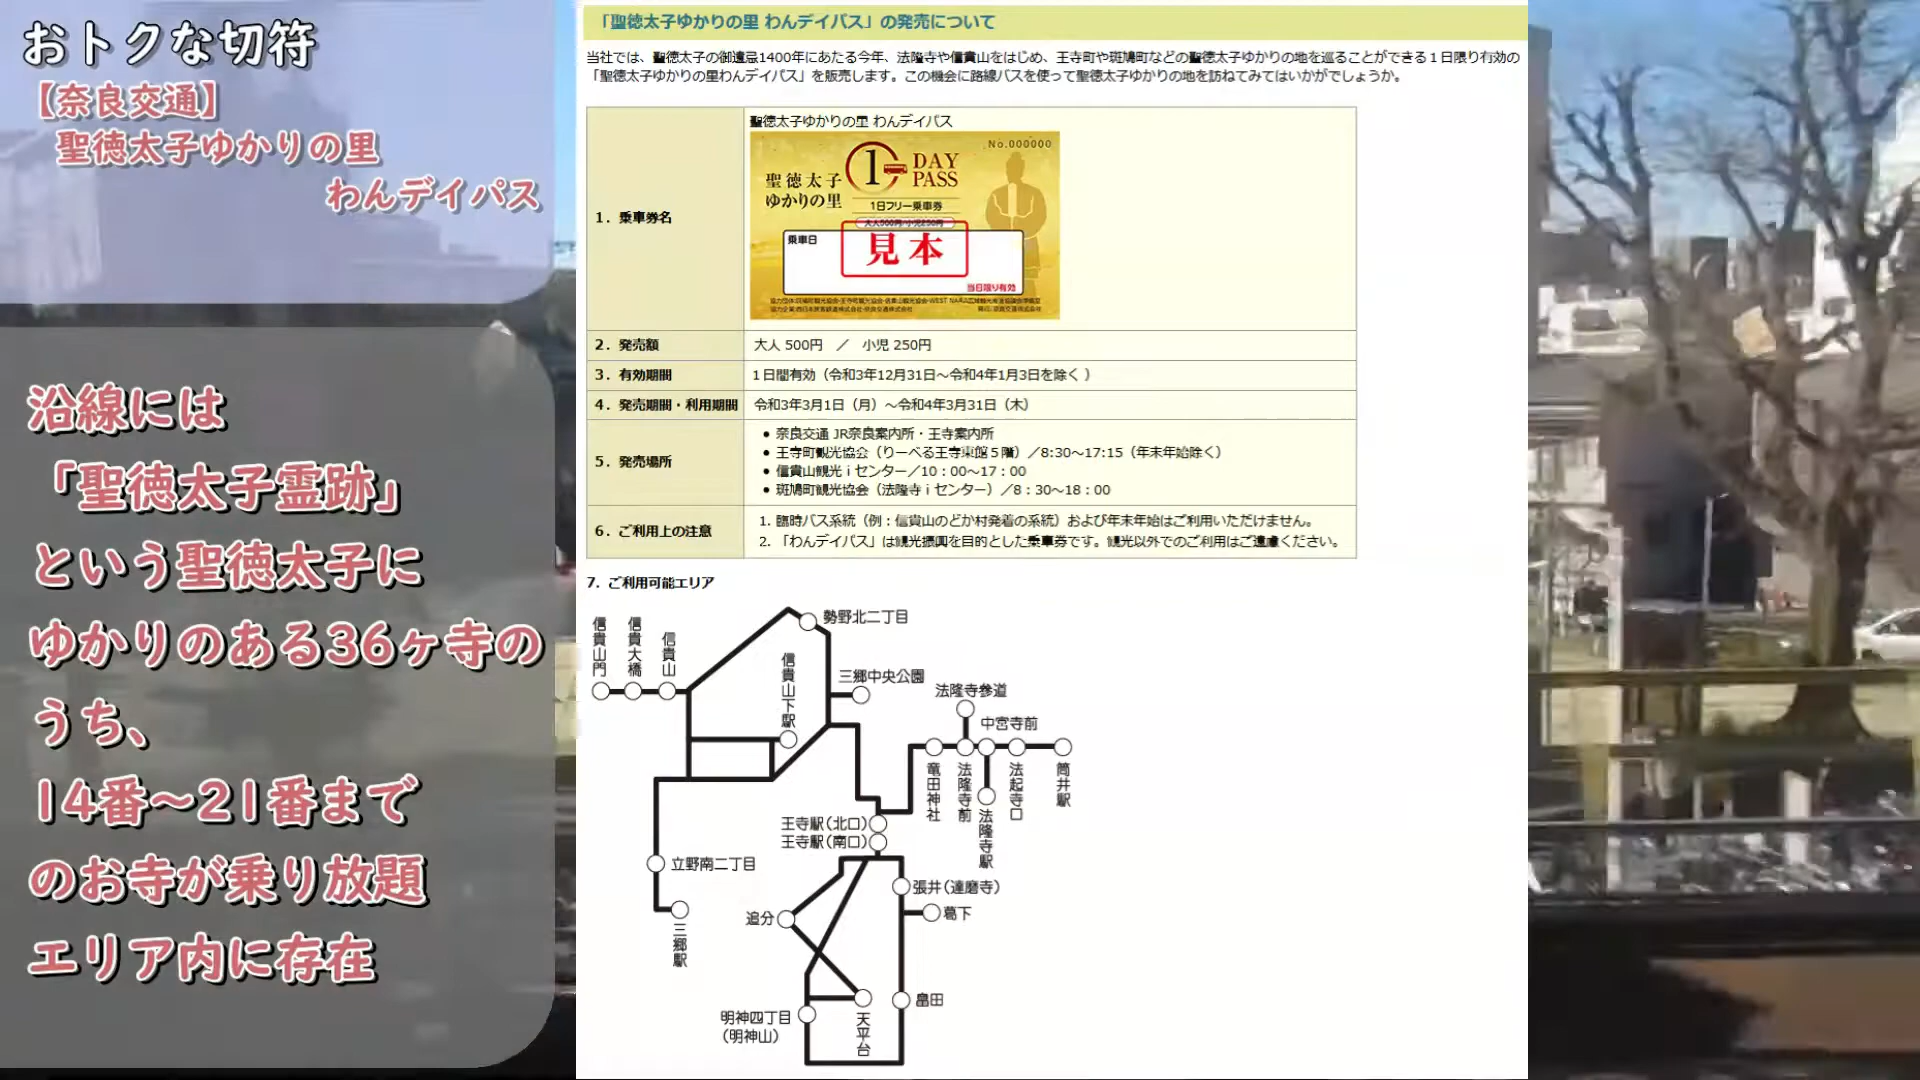 おトクな切符
【奈良交通】
聖徳太子ゆかりの里
わんデイパス
沿線には
「聖徳太子霊跡」
という聖徳太子に
ゆかりのある36ヶ寺の
うち、
14番～21番まで
のお寺が乗り放題
エリア内に存在
「聖徳太子ゆかりの里 わんデイパス」の発売について
当社では、聖徳太子の御遠忌1400年にあたる今年、法隆寺や信貴山をはじめ、王寺町や斑鳩町などの聖徳太子ゆかりの地を巡ることができる１日限り有効の
「聖徳太子ゆかりの里わんデイパス」を販売します。この機会に路線バスを使って聖徳太子ゆかりの地を訪ねてみてはいかがでしょうか。
1．乗車券名
聖徳太子ゆかりの里 わんデイパス
No.000000
聖徳太子
ゆかりの里
1 DAY
PASS
1日フリー乗車券
大人500円/小児250円
乗車日
見本
当日限り有効
2．発売額
大人 500円　／　小児 250円
3．有効期間
１日間有効（令和3年12月31日～令和4年1月3日を除く ）
4．発売期間・利用期間
令和3年3月1日（月）～令和4年3月31日（木）
5．発売場所
● 奈良交通 JR奈良案内所・王寺案内所
● 王寺町観光協会（りーべる王寺東館５階）／8:30～17:15（年末年始除く）
● 信貴山観光ｉセンター／10：00～17：00
● 斑鳩町観光協会（法隆寺ｉセンター）／8：30～18：00
6．ご利用上の注意
1. 臨時バス系統（例：信貴山のどか村発着の系統）および年末年始はご利用いただけません。
2. 「わんデイパス」は観光振興を目的とした乗車券です。観光以外でのご利用はご遠慮ください。
7．ご利用可能エリア
勢野北二丁目
信貴山門
信貴大橋
信貴山
信貴山下駅
三郷中央公園
法隆寺参道
中宮寺前
竜田神社
法隆寺前
法隆寺駅
法起寺口
筒井駅
王寺駅（北口）
王寺駅（南口）
立野南二丁目
三郷駅
張井（達磨寺）
葛下
追分
畠田
明神四丁目
（明神山）
天平台